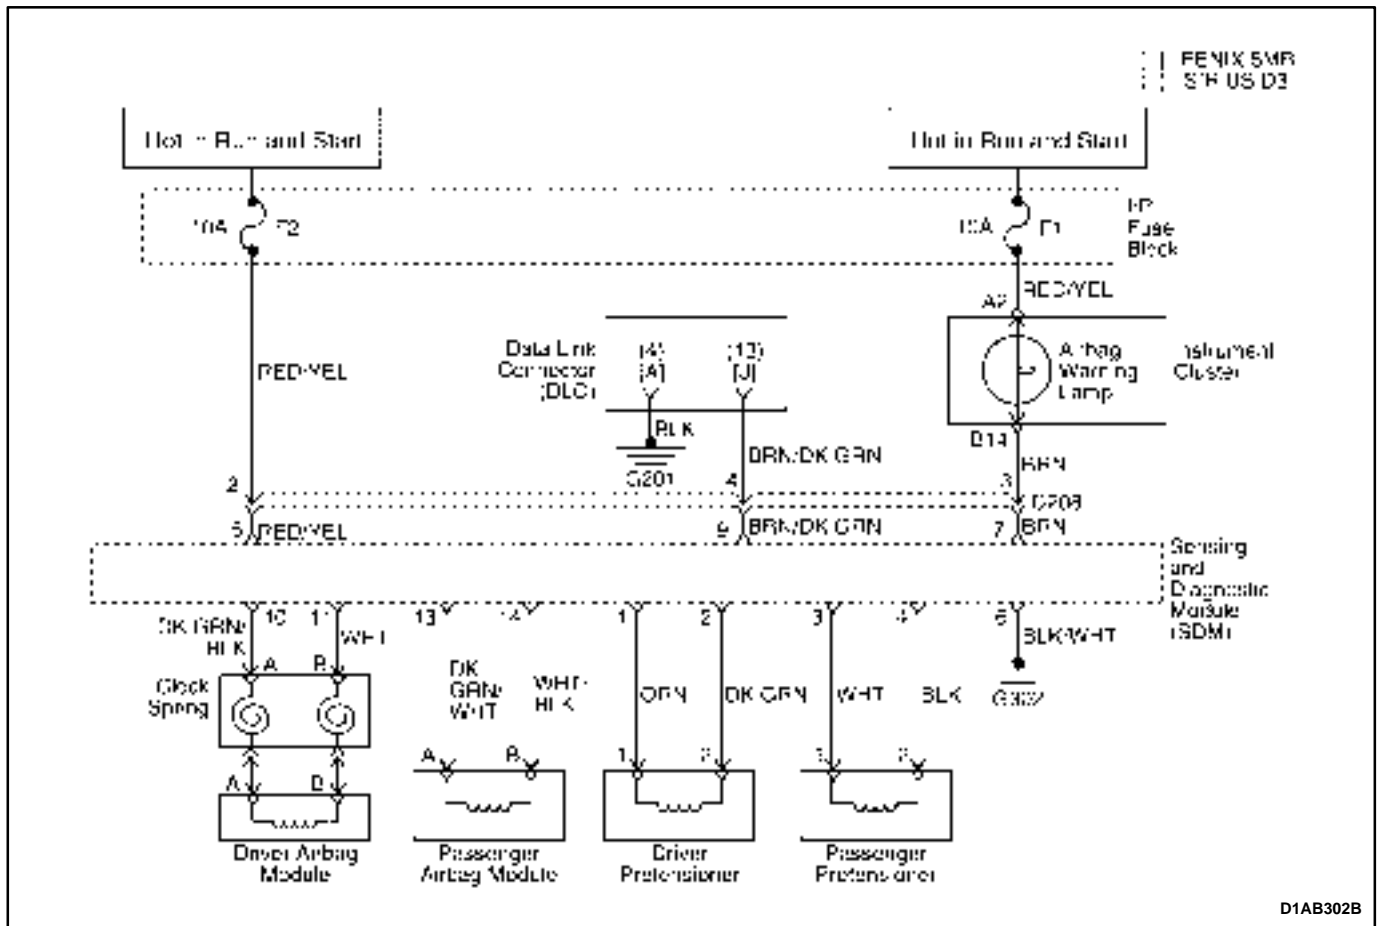 Hot in Run and Start
Hot in Run and Start
10A
F2
F1
I/P
Fuse
Block
RED/YEL
A2
Data Link
Connector
(DLC)
(4)
[A]
[J]
RED/YEL
Airbag
Warning
Lamp
Instrument
Cluster
BLK
G201
BRN/DK GRN
B14
BRN
2
4
3
5
RED/YEL
9
BRN/DK GRN
7
BRN
Sensing
and
Diagnostic
Module
(SDM)
10
11
13
14
1
2
3
4
6
DK GRN/
BLK
WHT
BLK/WHT
A
B
Clock
Spring
DK
GRN/
WHT
WHT/
BLK
ORN
DK GRN
WHT
BLK
G302
A
B
1
2
1
2
A
B
Driver Airbag
Module
Passenger
Airbag Module
Driver
Pretensioner
Passenger
Pretensioner
D1AB302B